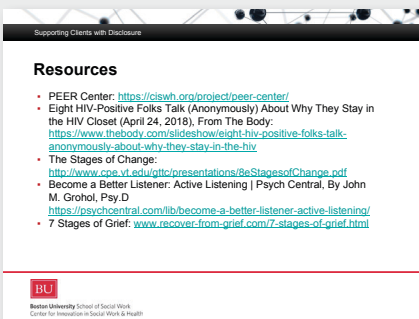 Supporting Clients with Disclosure
Resources
▪ PEER Center: https://ciswh.org/project/peer-center/
▪ Eight HIV-Positive Folks Talk (Anonymously) About Why They Stay in
the HIV Closet (April 24, 2018), From The Body:
https://www.thebody.com/slideshow/eight-hiv-positive-folks-talk-
anonymously-about-why-they-stay-in-the-hiv
▪ The Stages of Change:
http://www.cpe.vt.edu/gttc/presentations/8eStagesofChange.pdf
▪ Become a Better Listener: Active Listening | Psych Central, By John
M. Grohol, Psy.D
https://psychcentral.com/lib/become-a-better-listener-active-listening/
▪ 7 Stages of Grief: www.recover-from-grief.com/7-stages-of-grief.html
BU
Boston University School of Social Work
Center for Innovation in Social Work & Health